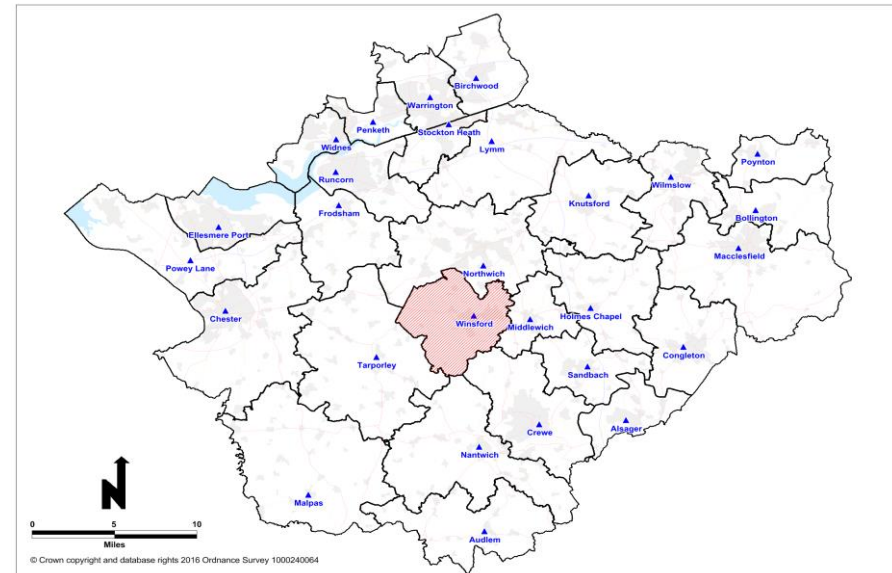 Birchwood
Warrington
Penketh
Stockton Heath
Widnes
Lymm
Poynton
Runcorn
Wilmslow
Knutsford
Frodsham
Bollington
Ellesmere Port
Macclesfield
Powey Lane
Northwich
Chester
Holmes Chapel
Winsford
Middlewich
Congleton
Tarporley
Sandbach
Alsager
Crewe
Nantwich
N
Malpas
0 5 10
Miles
Audlem
© Crown copyright and database rights 2016 Ordnance Survey 1000240064